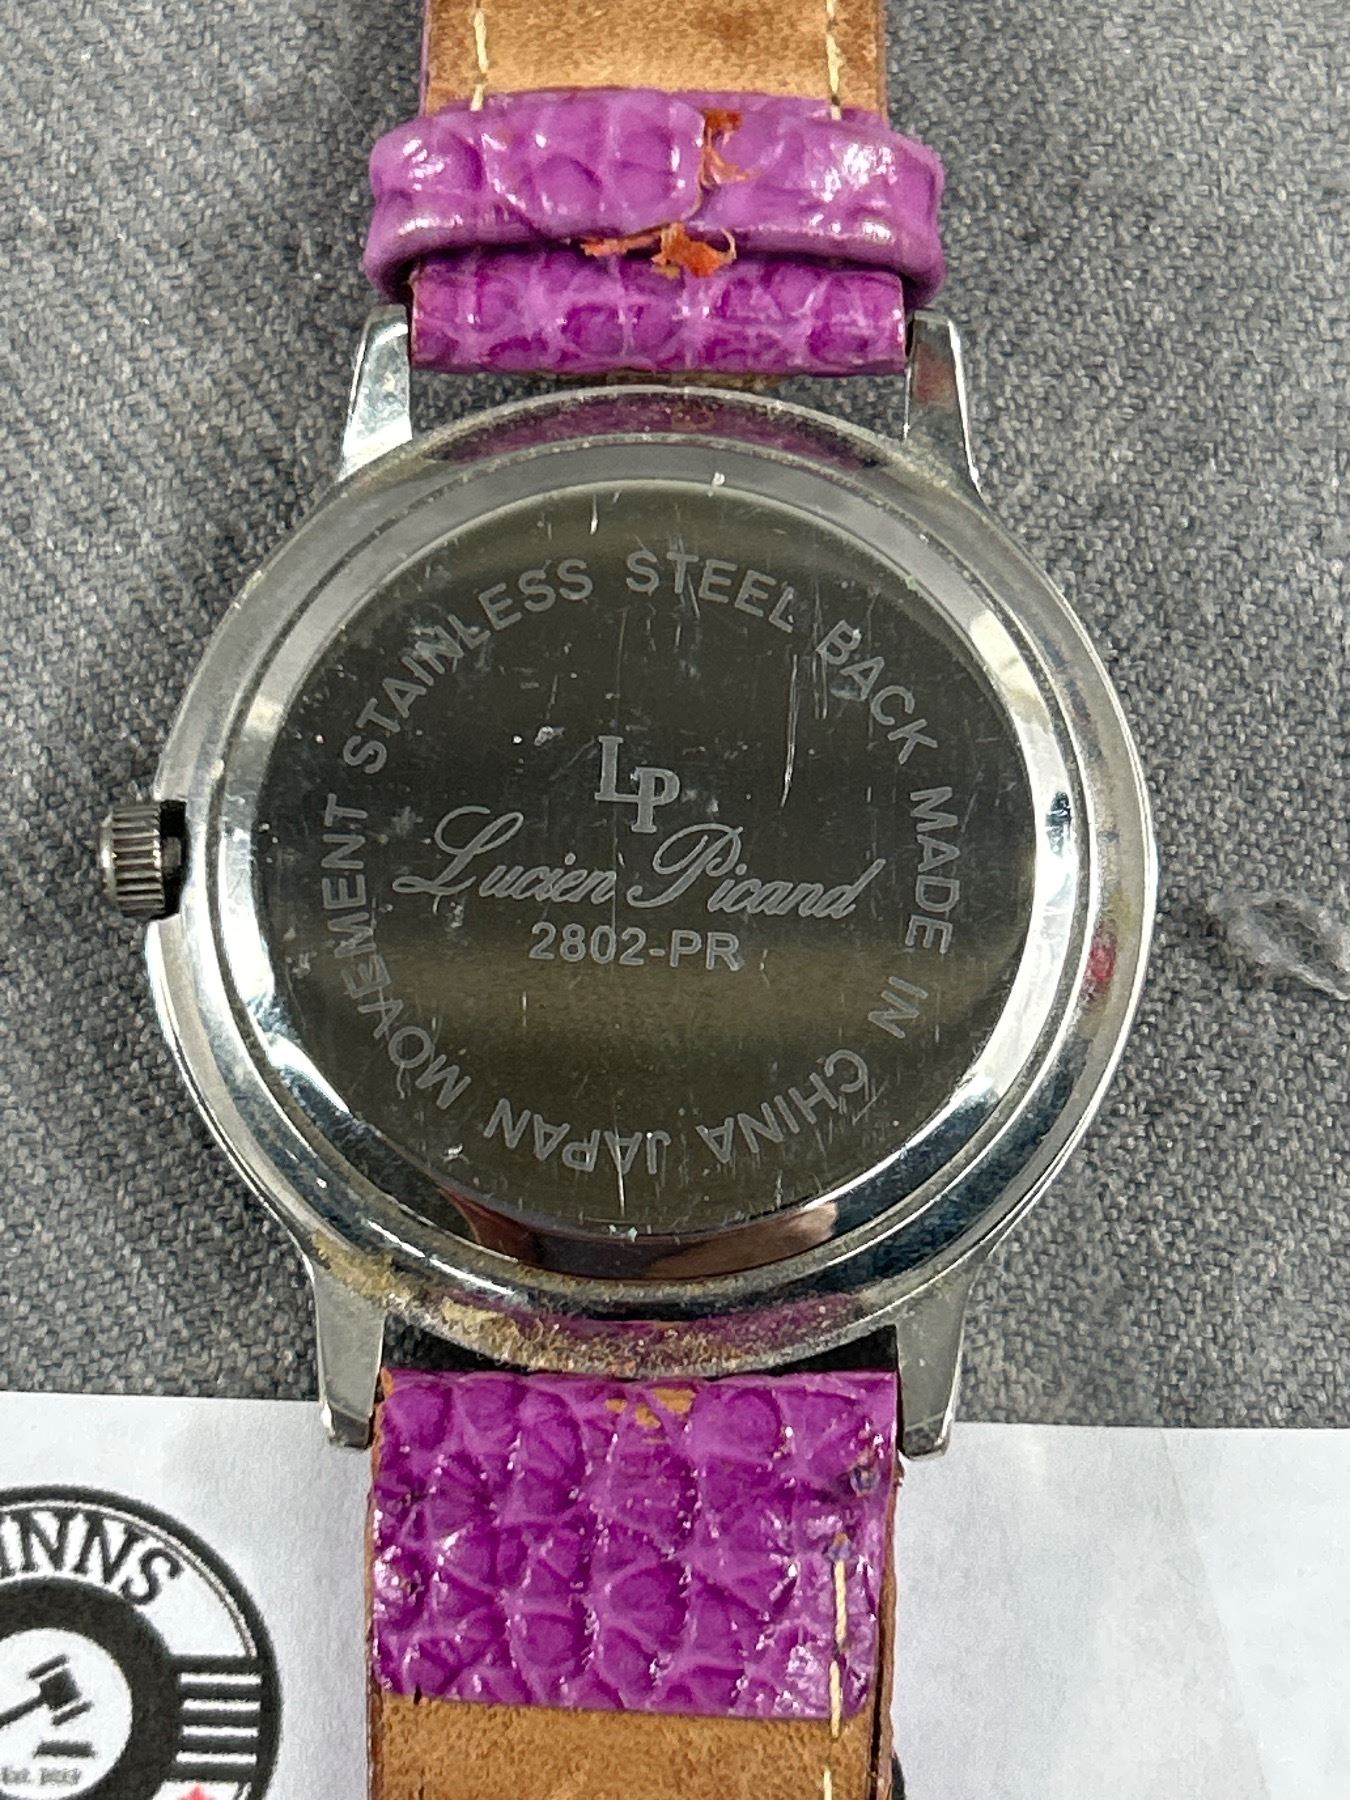 STAINLESS STEEL BACK MADE IN CHINA JAPAN MOVEMENT
LP
Lucien Picard
2802-PR
INNS